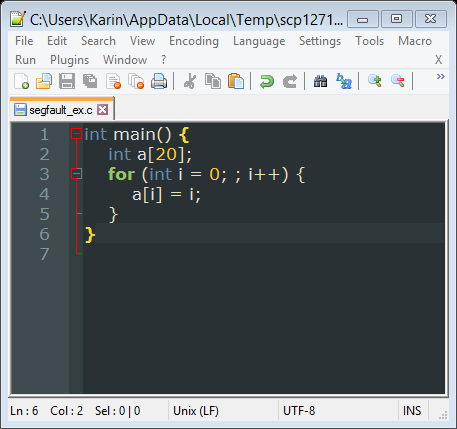 C:\Users\Karin\AppData\Local\Temp\scp1271...
File Edit Search View Encoding Language Settings Tools Macro
Run Plugins Window ? X
segfault_ex.c
1 int main() {
2 int a[20];
3 for (int i = 0; ; i++) {
4 a[i] = i;
5 }
6 }
7
Ln : 6 Col : 2 Sel : 0 | 0 Unix (LF) UTF-8 INS